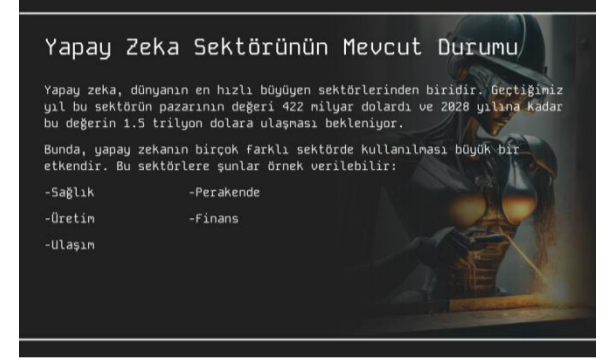 Yapay Zeka Sektörünün Mevcut Durumu
Yapay zeka, dünyanın en hızlı büyüyen sektörlerinden biridir. Geçtiğimiz
yıl bu sektörün pazarının değeri 422 milyar dolardı ve 2028 yılına kadar
bu değerin 1.5 trilyon dolara ulaşması bekleniyor.
Bunda, yapay zekanın birçok farklı sektörde kullanılması büyük bir
etkendir. Bu sektörlere şunlar örnek verilebilir:
-Sağlık
-Perakende
-Üretim
-Finans
-Ulaşım